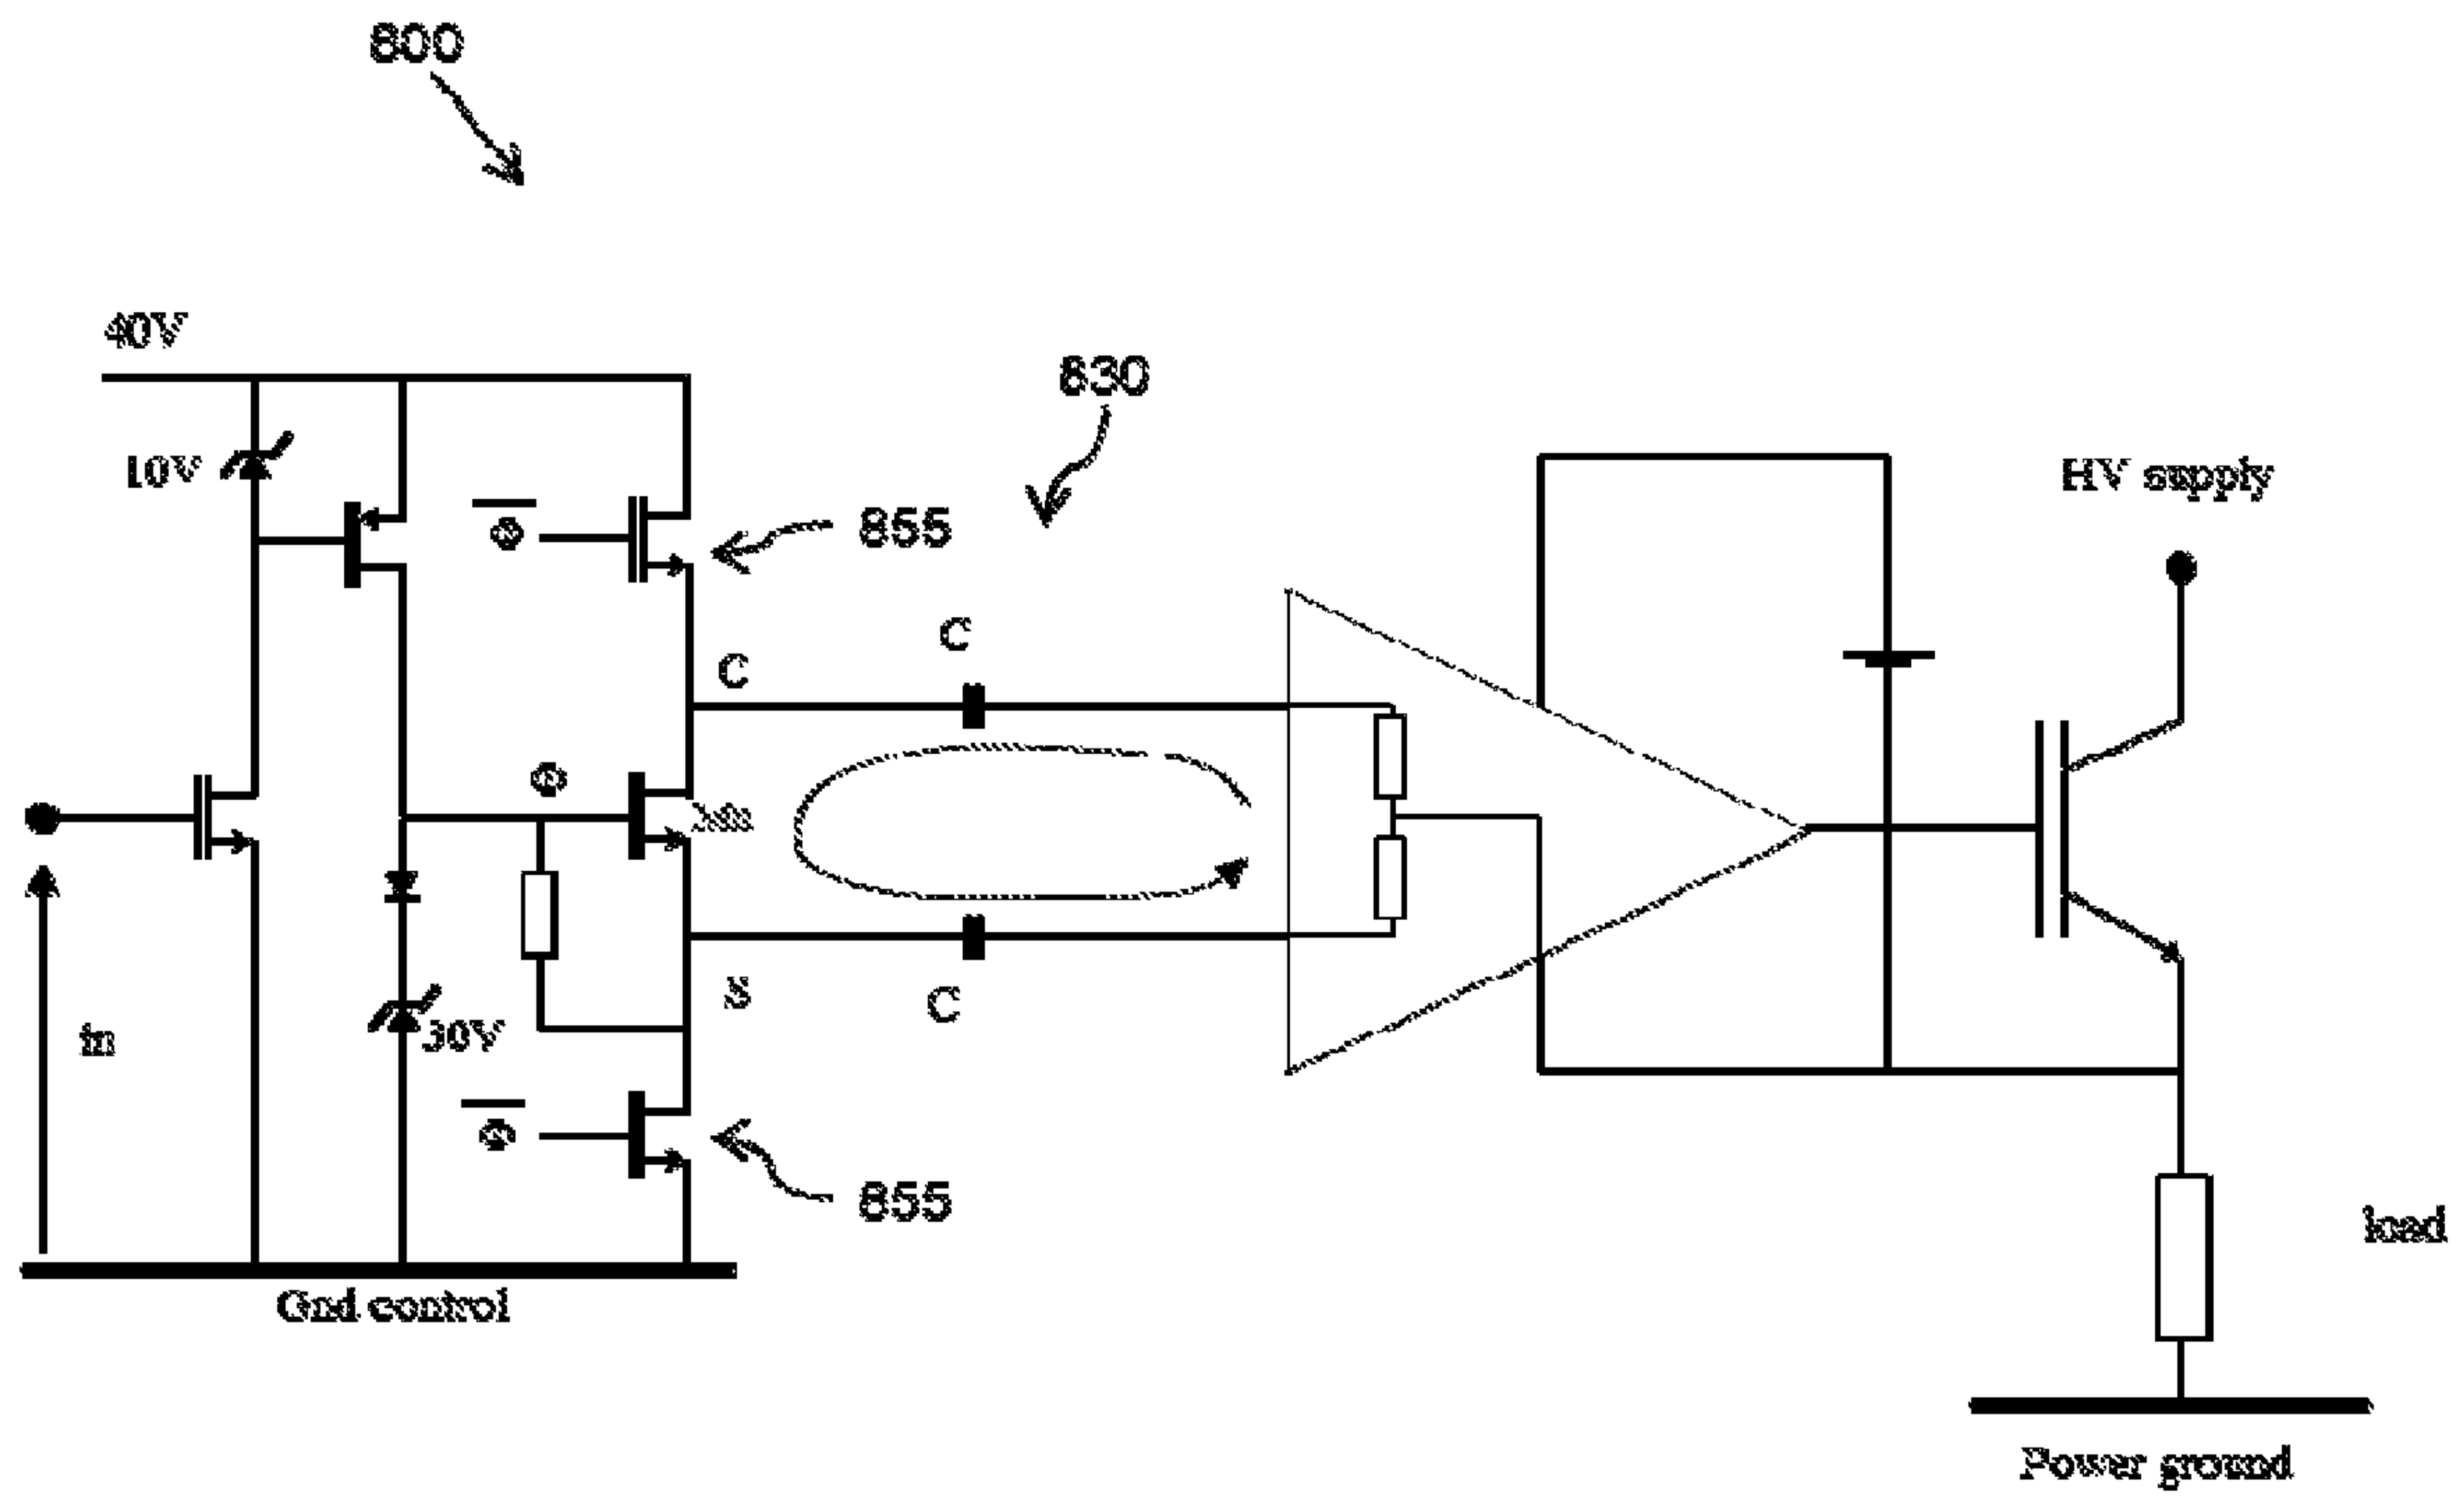 800
40V
830
10V
HV supply
855
C
C
S
C
30V
in
855
load
Gnd control
Power ground